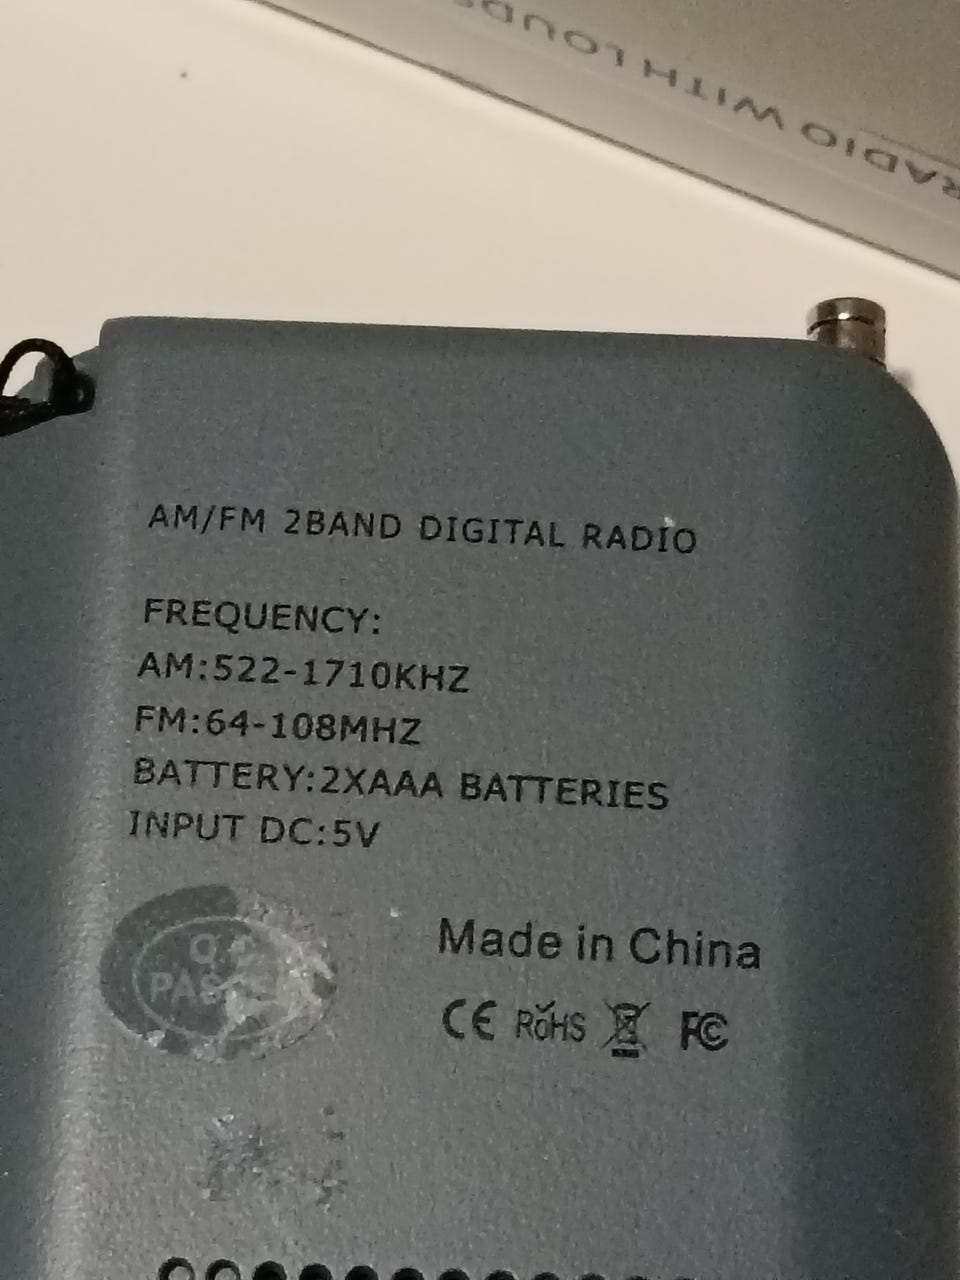 RADIO WITH
AM/FM 2BAND DIGITAL RADIO
FREQUENCY:
AM:522-1710KHZ
FM:64-108MHZ
BATTERY:2XAAA BATTERIES
INPUT DC:5V
Made in China
CE RoHS FC